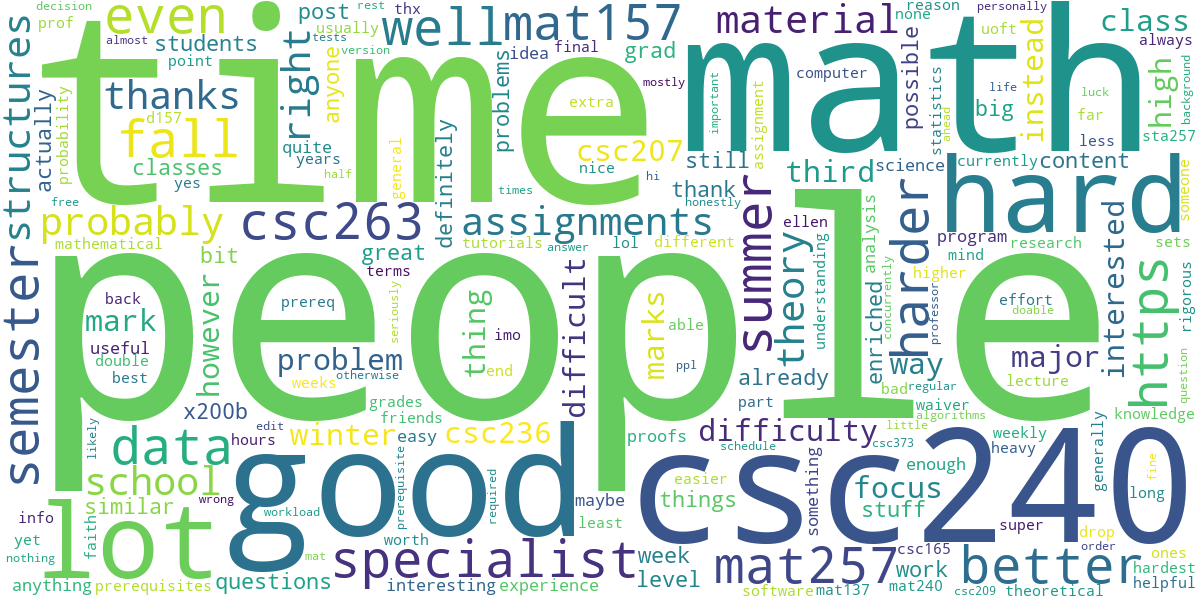 decision
prof
even
rest
thx
post
usually
well
mat157
material
reason
none
personally
uoft
class
always
almost
students
tests
version
point
right
anyone
idea
final
grad
mostly
computer
possible
instead
life
big
luck
far
less
background
high
sta257
time
math
structures
actually
probability
thanks
d157
fall
classes
yes
free
quite
years
half
general
definitely
problems
extra
csc207
nice
hi
times
honestly
important
assignment
still
thank
third
science
statistics
ahead
currently
content
hard
someone
probably
mathematical
bit
csc263
great
terms
assignments
tutorials
lol
answer
different
summer
ellen
theory
understanding
analysis
enriched
concurrently
harder
professor
program
mind
higher
research
interested
sets
rigorous
https
people
back
mark
useful
double
best
however
prereq
problem
weeks
otherwise
seriously
thing
imo
end
difficult
marks
able
ppl
already
part
way
bad
regular
waiver
little
algorithms
effort
doable
major
lecture
question
knowledge
semester
x200b
edit
hours
grades
friends
winter
easy
csc236
proofs
difficulty
schedule
csc373
heavy
weekly
generally
likely
data
school
similar
wrong
lot
good
workload
prerequisite
required
maybe
worth
least
easier
things
something
focus
stuff
enough
csc240
long
fine
info
yet
nothing
faith
mat
anything
prerequisites
questions
specialist
interesting
experience
week
level
mat257
software
mat137
csc165
work
mat240
super
order
better
csc209
theoretical
drop
ones
hardest
helpful